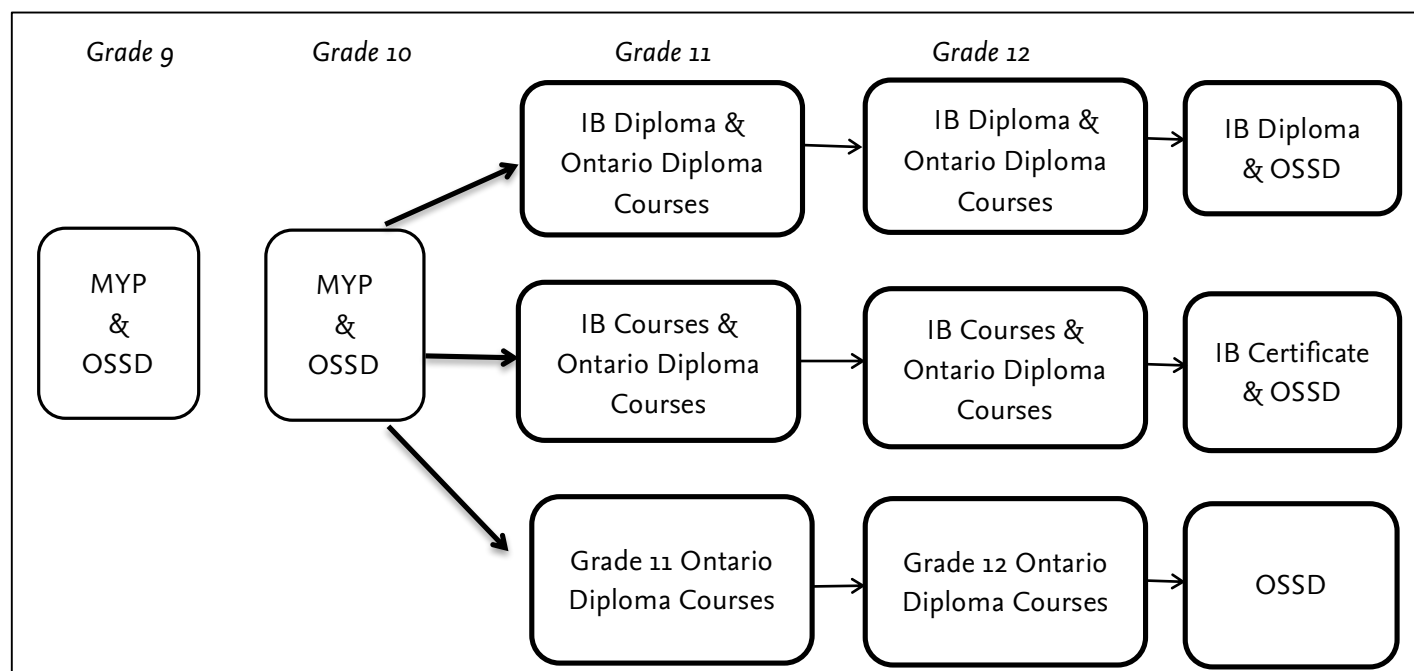 Grade 9
Grade 10
Grade 11
Grade 12
MYP
&
OSSD
MYP
&
OSSD
IB Diploma &
Ontario Diploma
Courses
IB Diploma &
Ontario Diploma
Courses
IB Diploma
& OSSD
IB Courses &
Ontario Diploma
Courses
IB Courses &
Ontario Diploma
Courses
IB Certificate
& OSSD
Grade 11 Ontario
Diploma Courses
Grade 12 Ontario
Diploma Courses
OSSD